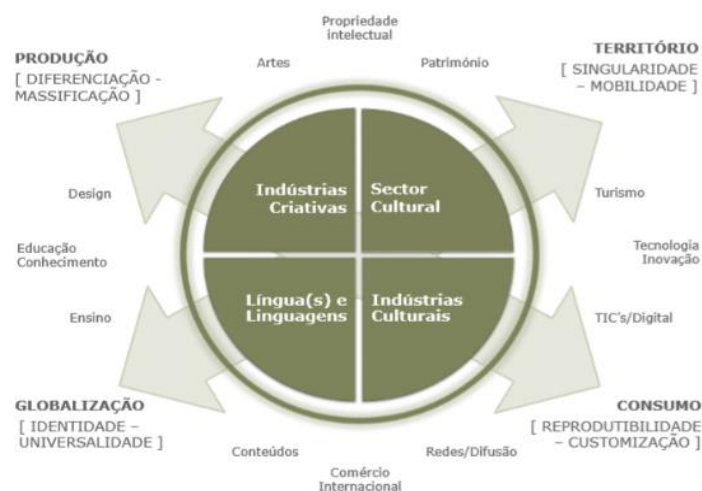 Propriedade
intelectual
PRODUÇÃO
[ DIFERENCIAÇÃO -
MASSIFICAÇÃO ]
Artes
Património
TERRITÓRIO
[ SINGULARIDADE
– MOBILIDADE ]
Indústrias
Criativas
Sector
Cultural
Design
Turismo
Educação
Conhecimento
Tecnologia
Inovação
Língua(s) e
Linguagens
Indústrias
Culturais
Ensino
TIC's/Digital
GLOBALIZAÇÃO
[ IDENTIDADE –
UNIVERSALIDADE ]
CONSUMO
[ REPRODUTIBILIDADE
– CUSTOMIZAÇÃO ]
Conteúdos
Redes/Difusão
Comércio
Internacional